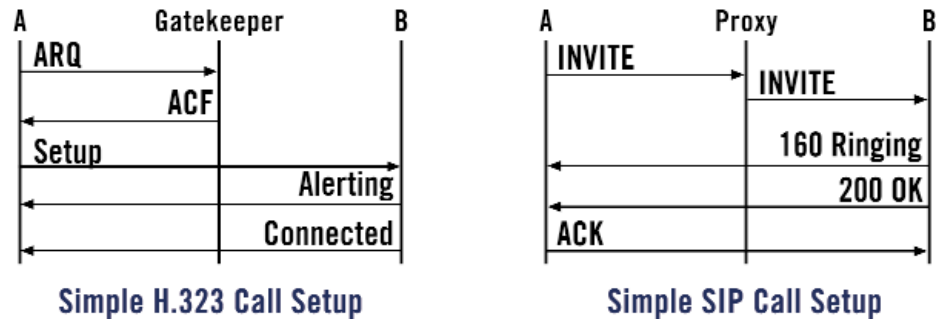 A Gatekeeper B
ARQ
ACF
Setup
Alerting
Connected
Simple H.323 Call Setup
A Proxy B
INVITE
INVITE
160 Ringing
200 OK
ACK
Simple SIP Call Setup